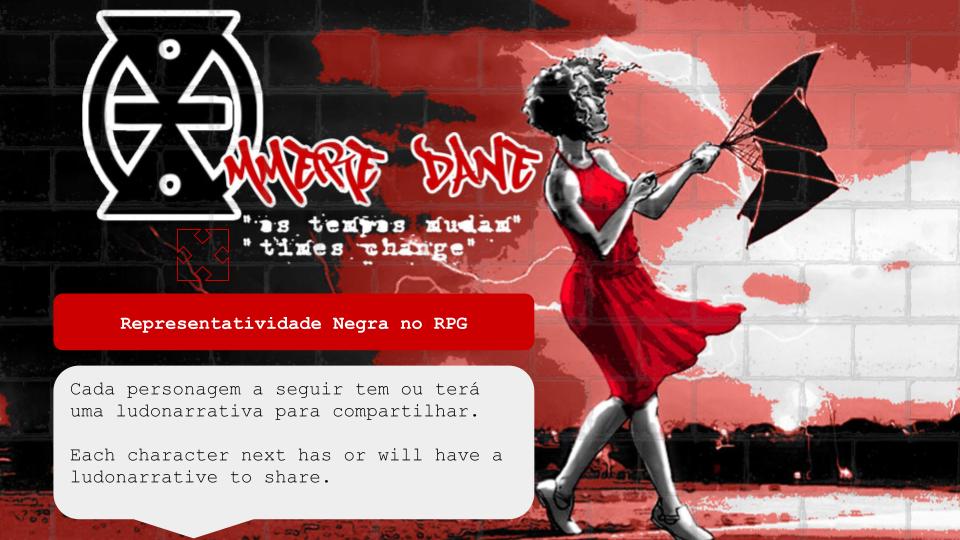 MMERE DANE
"os tempos mudam"
"times change"
Representatividade Negra no RPG
Cada personagem a seguir tem ou terá
uma ludonarrativa para compartilhar.
Each character next has or will have a
ludonarrative to share.